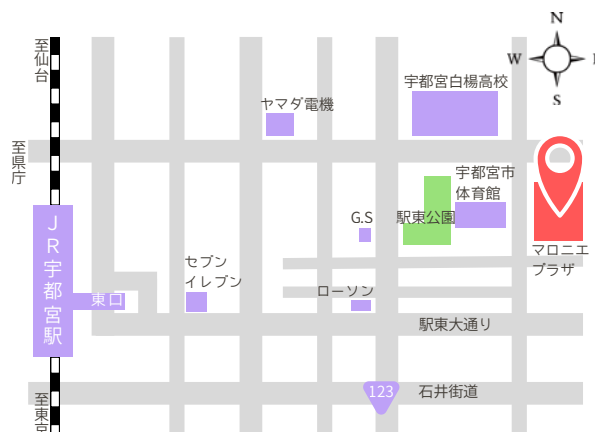 至仙台
N
W
S
宇都宮白楊高校
ヤマダ電機
至県庁
宇都宮市
体育館
G.S
駅東公園
JR宇都宮駅
マロニエ
プラザ
セブン
イレブン
東口
ローソン
駅東大通り
123
石井街道
至東京